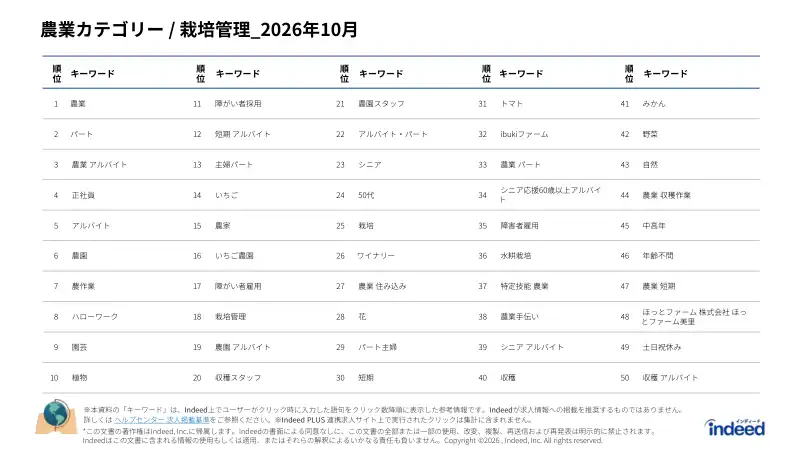 農業カテゴリー / 栽培管理_2026年10月
順位 キーワード 順位 キーワード 順位 キーワード 順位 キーワード 順位 キーワード
1 農業 11 障がい者採用 21 農園スタッフ 31 トマト 41 みかん
2 パート 12 短期 アルバイト 22 アルバイト・パート 32 ibukiファーム 42 野菜
3 農業 アルバイト 13 主婦パート 23 シニア 33 農業 パート 43 自然
4 正社員 14 いちご 24 50代 34 シニア応援60歳以上アルバイト 44 農業 収穫作業
5 アルバイト 15 農家 25 栽培 35 障害者雇用 45 中高年
6 農園 16 いちご農園 26 ワイナリー 36 水耕栽培 46 年齢不問
7 農作業 17 障がい者雇用 27 農業 住み込み 37 特定技能 農業 47 農業 短期
8 ハローワーク 18 栽培管理 28 花 38 農業手伝い 48 ほっとファーム 株式会社 ほっとファーム美里
9 園芸 19 農園 アルバイト 29 パート主婦 39 シニア アルバイト 49 土日祝休み
10 植物 20 収穫スタッフ 30 短期 40 収穫 50 収穫 アルバイト
※本資料の「キーワード」は、Indeed上でユーザーがクリック時に入力した語句をクリック数降順に表示した参考情報です。Indeedが求人情報への掲載を推奨するものではありません。
詳しくは ヘルプセンター 求人掲載基準をご参照ください。※Indeed PLUS 連携求人サイト上で実行されたクリックは集計に含まれません。
*この文書の著作権はIndeed, Inc.に帰属します。Indeedの書面による同意なしに、この文書の全部または一部の使用、改変、複製、再送信および再発表は明示的に禁止されます。
Indeedはこの文書に含まれる情報の使用もしくは適用、またはそれらの解釈によるいかなる責任も負いません。Copyright ©2026 , Indeed, Inc. All rights reserved.
インディード
indeed